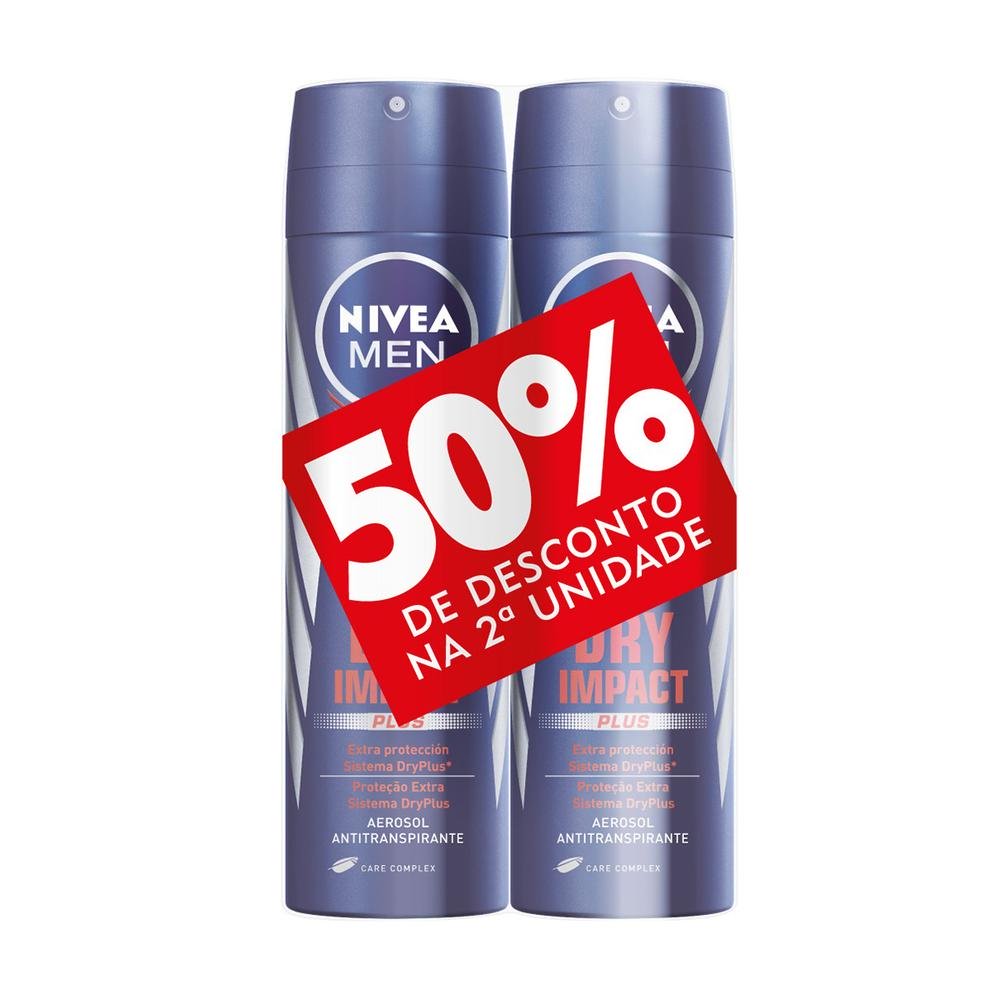 NIVEA
MEN
50%
DE DESCONTO
NA 2ª UNIDADE
PLUS
Extra protección
Sistema DryPlus*
Proteção Extra
Sistema DryPlus
AEROSOL
ANTITRANSPIRANTE
CARE COMPLEX
DRY
IMPACT
PLUS
Extra protección
Sistema DryPlus*
Proteção Extra
Sistema DryPlus
AEROSOL
ANTITRANSPIRANTE
CARE COMPLEX